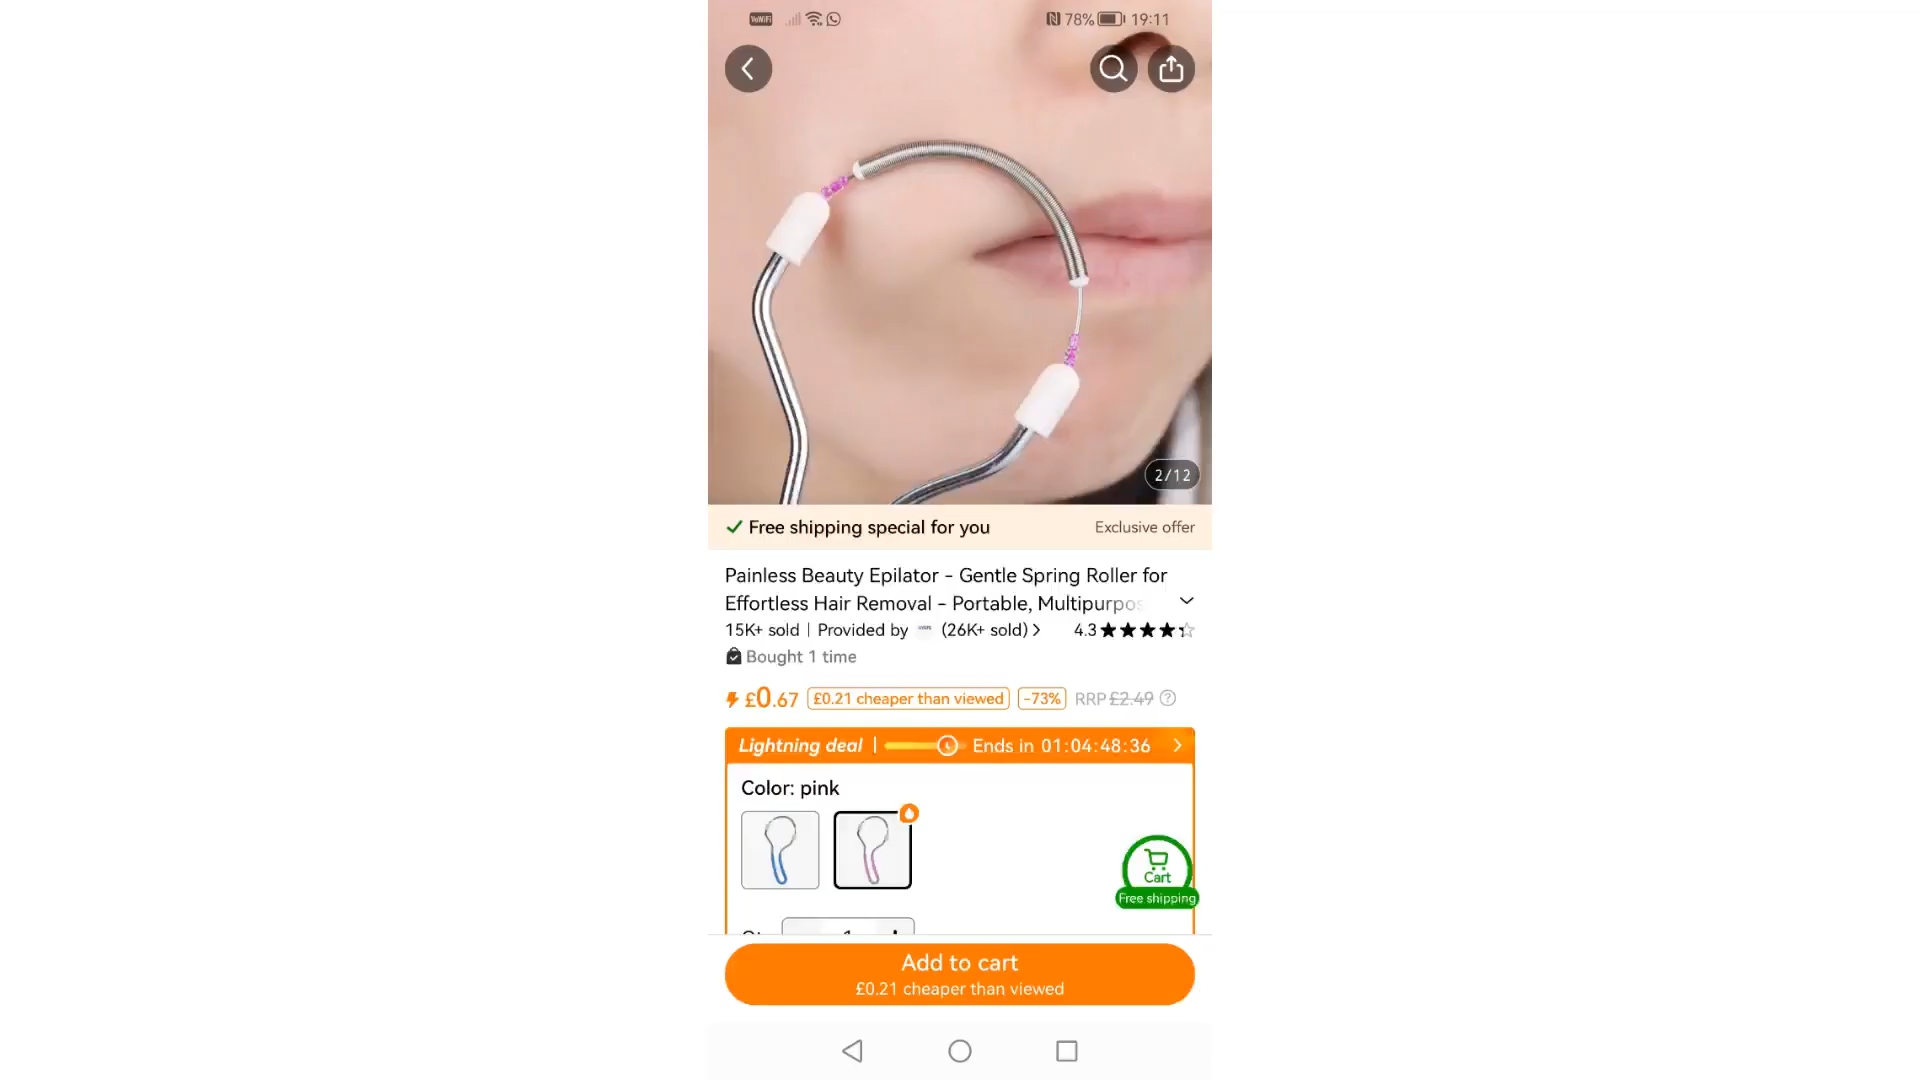 VoWiFi 78% 19:11
2/12
Free shipping special for you Exclusive offer
Painless Beauty Epilator - Gentle Spring Roller for
Effortless Hair Removal - Portable, Multipurpos
15K+ sold | Provided by (26K+ sold) 4.3
Bought 1 time
£0.67 £0.21 cheaper than viewed -73% RRP £2.49
Lightning deal | Ends in 01:04:48:36
Color: pink
Cart
Free shipping
1
Add to cart
£0.21 cheaper than viewed